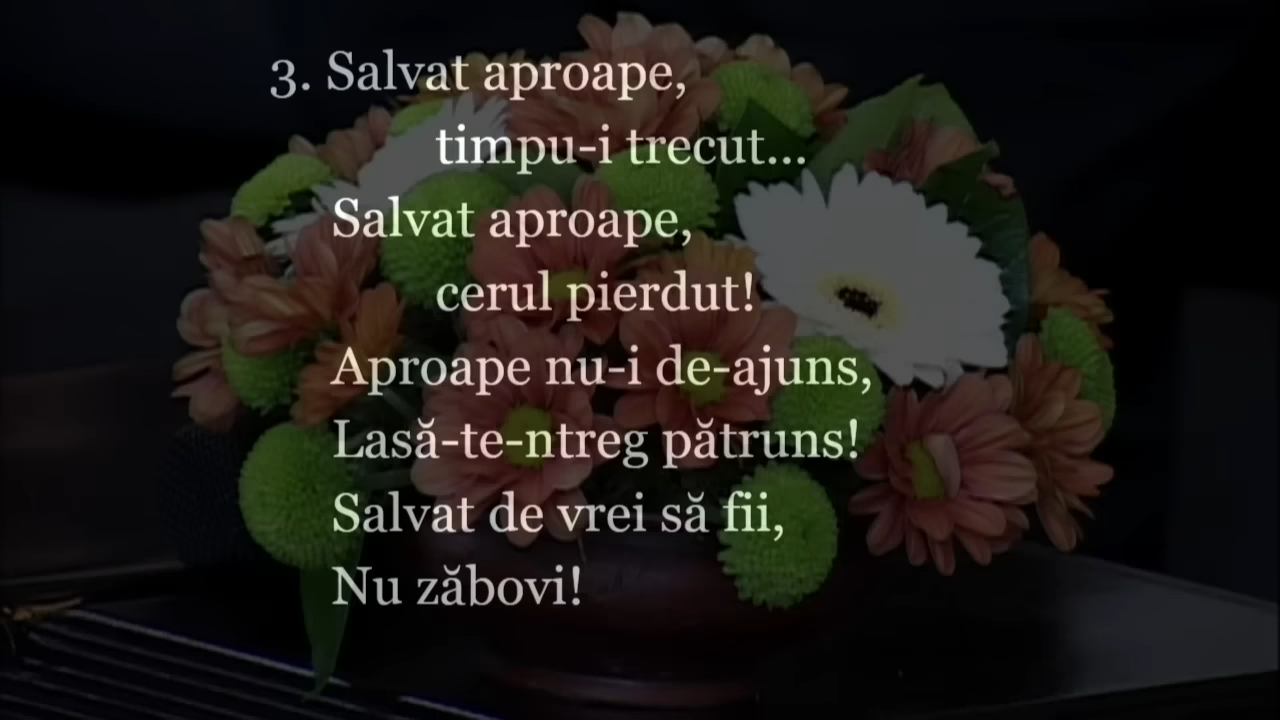 3. Salvat aproape,
timpu-i trecut...
Salvat aproape,
cerul pierdut!
Aproape nu-i de-ajuns,
Lasă-te-ntreg pătruns!
Salvat de vrei să fii,
Nu zăbovi!